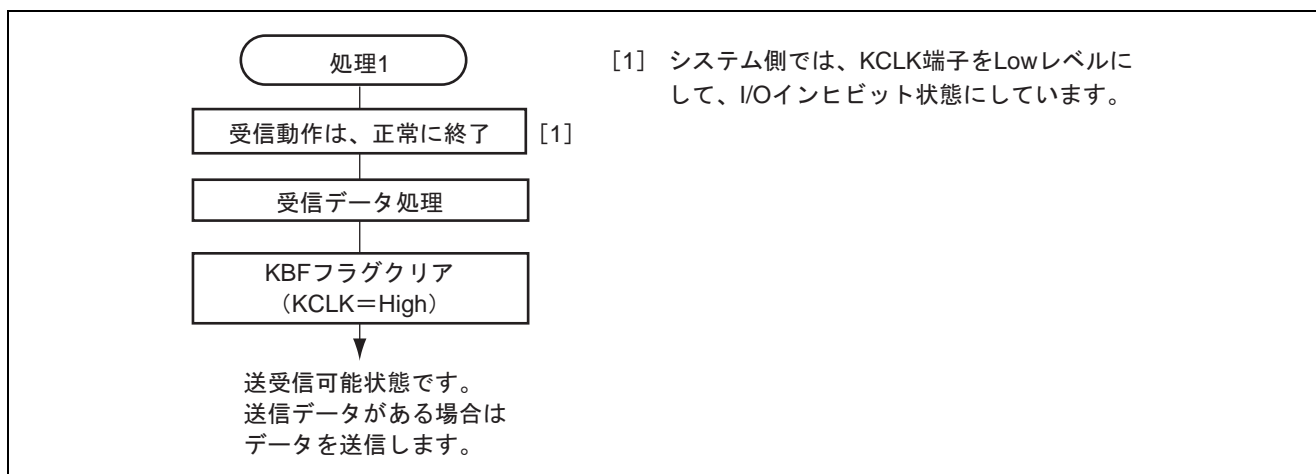 処理1
受信動作は、正常に終了 [1]
受信データ処理
KBFフラグクリア
（KCLK＝High）
送受信可能状態です。
送信データがある場合は
データを送信します。
[1] システム側では、KCLK端子をLowレベルに
して、I/Oインヒビット状態にしています。